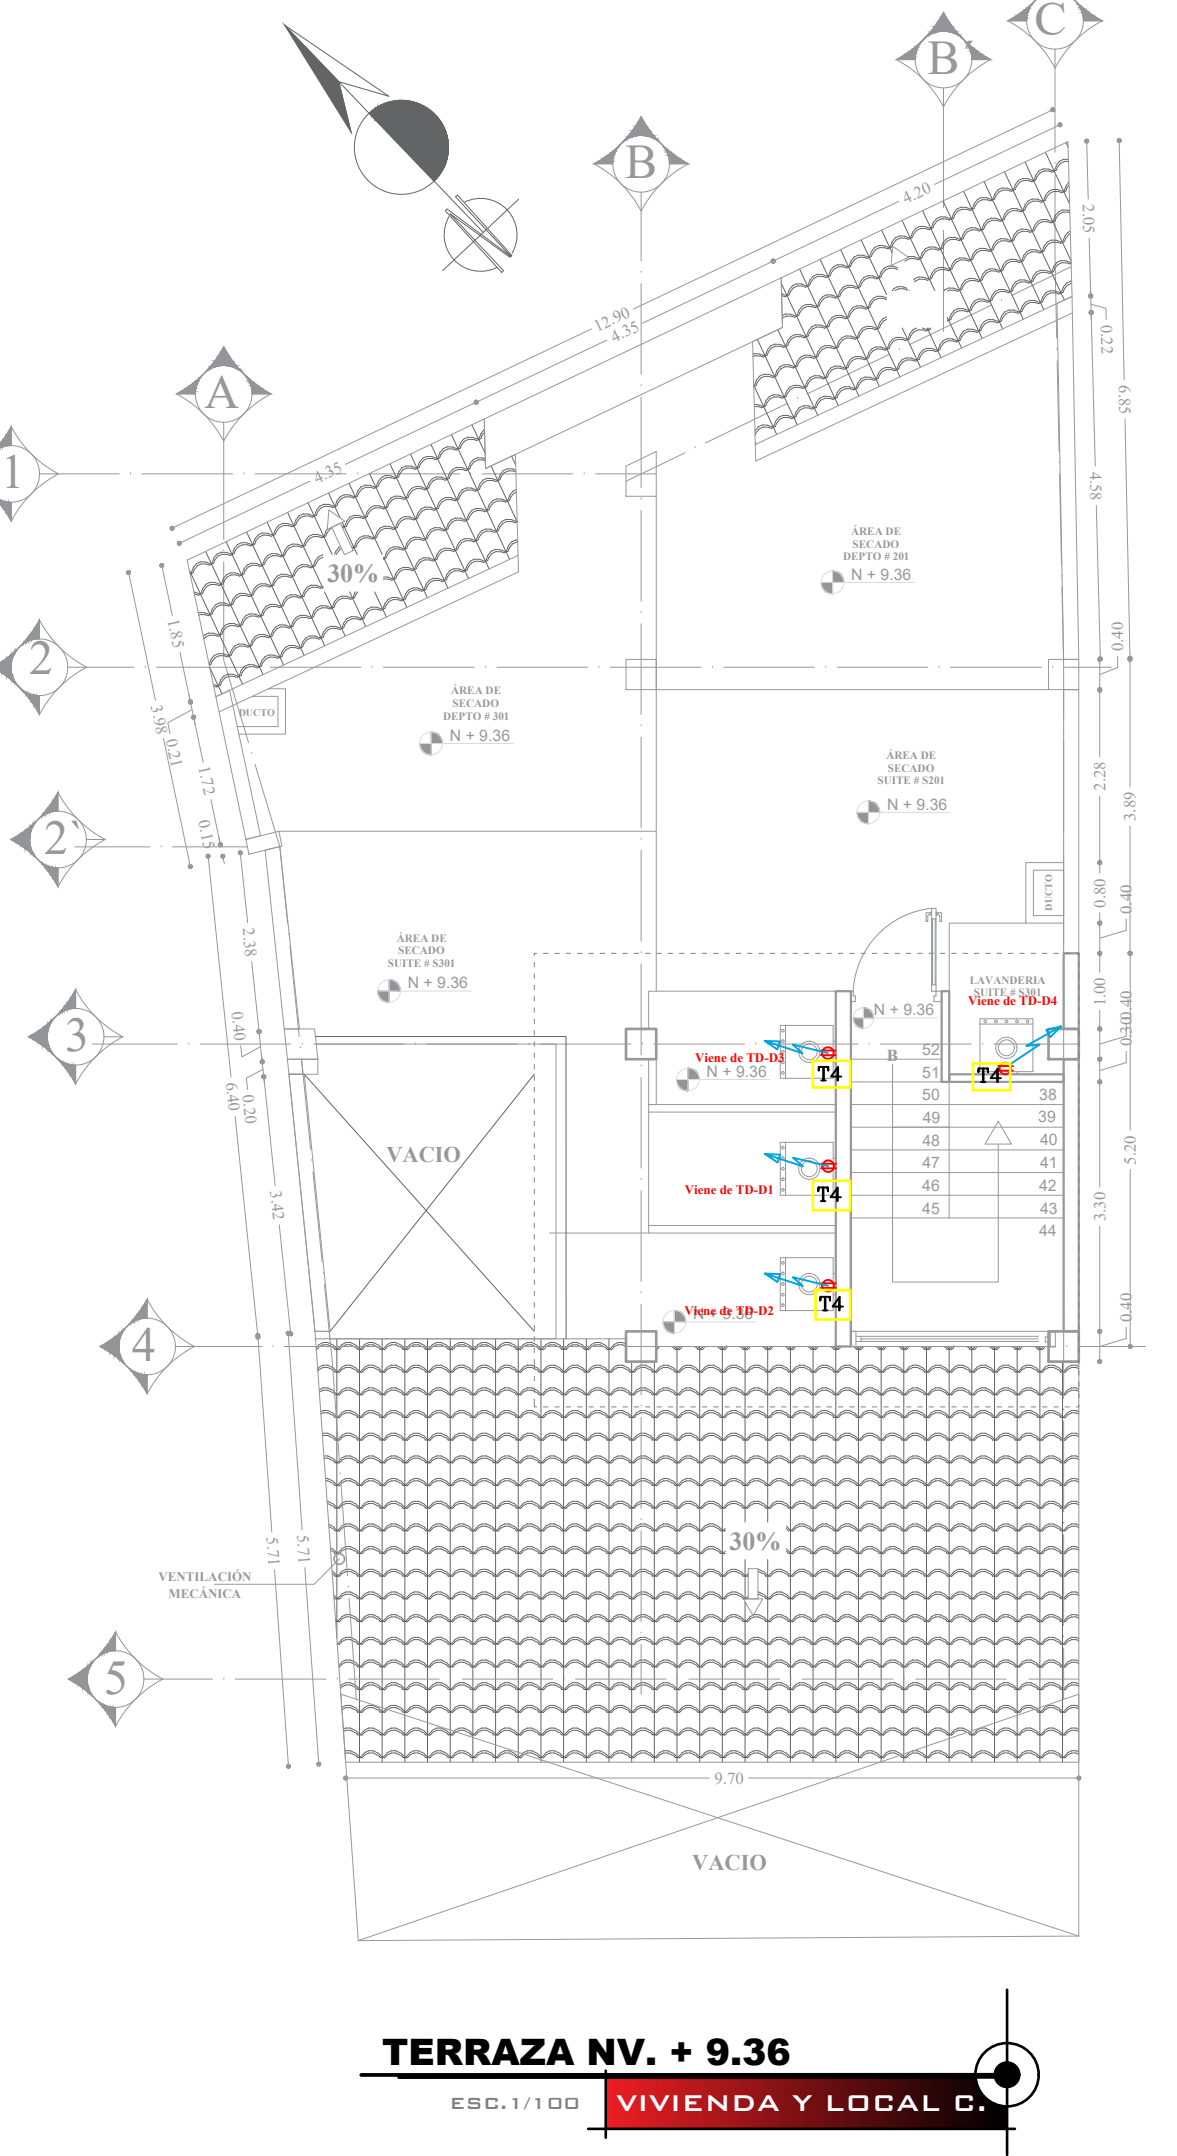 C
B´
B
A
1
2
2`
3
4
5
12.90
4.35
4.20
4.35
2.05
0.22
6.85
4.58
0.40
2.28
3.89
0.80
0.40
1.00
0.40
0.30
5.20
3.30
0.40
1.85
3.98
0.21
1.72
0.15
2.38
0.40
6.40
0.20
3.42
5.71
5.71
30%
ÁREA DE
SECADO
DEPTO # 201
N + 9.36
ÁREA DE
SECADO
DEPTO # 301
N + 9.36
DUCTO
ÁREA DE
SECADO
SUITE # S201
N + 9.36
DUCTO
ÁREA DE
SECADO
SUITE # S301
N + 9.36
LAVANDERIA
SUITE # S301
Viene de TD-D4
T4
N + 9.36
Viene de TD-D3
N + 9.36
T4
B
52
51
50
49
48
47
46
45
38
39
40
41
42
43
44
VACIO
Viene de TD-D1
T4
Viene de TD-D2
N + 9.36
T4
30%
VENTILACIÓN
MECÁNICA
9.70
VACIO
TERRAZA NV. + 9.36
ESC.1/100
VIVIENDA Y LOCAL C.